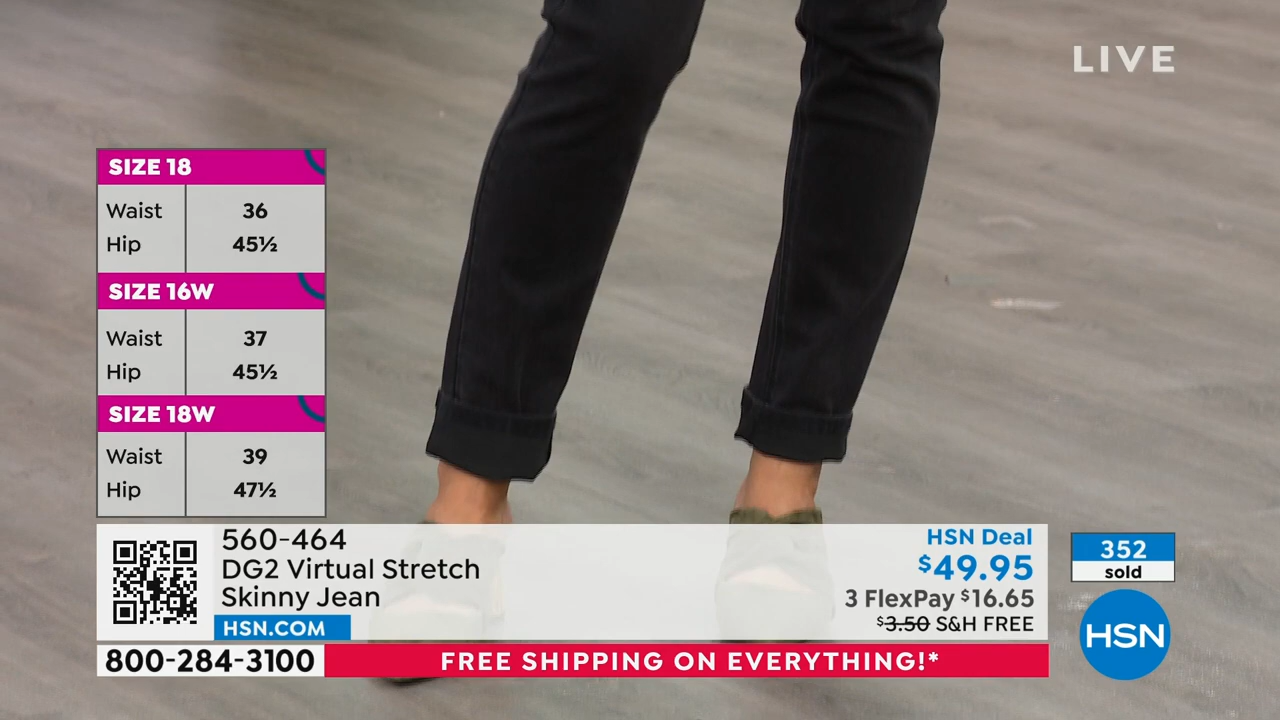 LIVE
SIZE 18
Waist 36
Hip 45½
SIZE 16W
Waist 37
Hip 45½
SIZE 18W
Waist 39
Hip 47½
560-464
DG2 Virtual Stretch
Skinny Jean
HSN.COM
HSN Deal
$49.95
3 FlexPay $16.65
$3.50 S&H FREE
352
sold
HSN
800-284-3100
FREE SHIPPING ON EVERYTHING!*